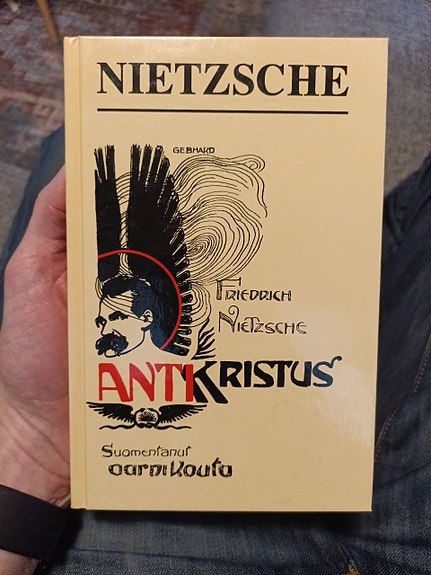 NIETZSCHE
GEBHARD
FRIEDRICH
NIETZSCHE
ANTIKRISTUS
Suomentanut
aarni Kouta